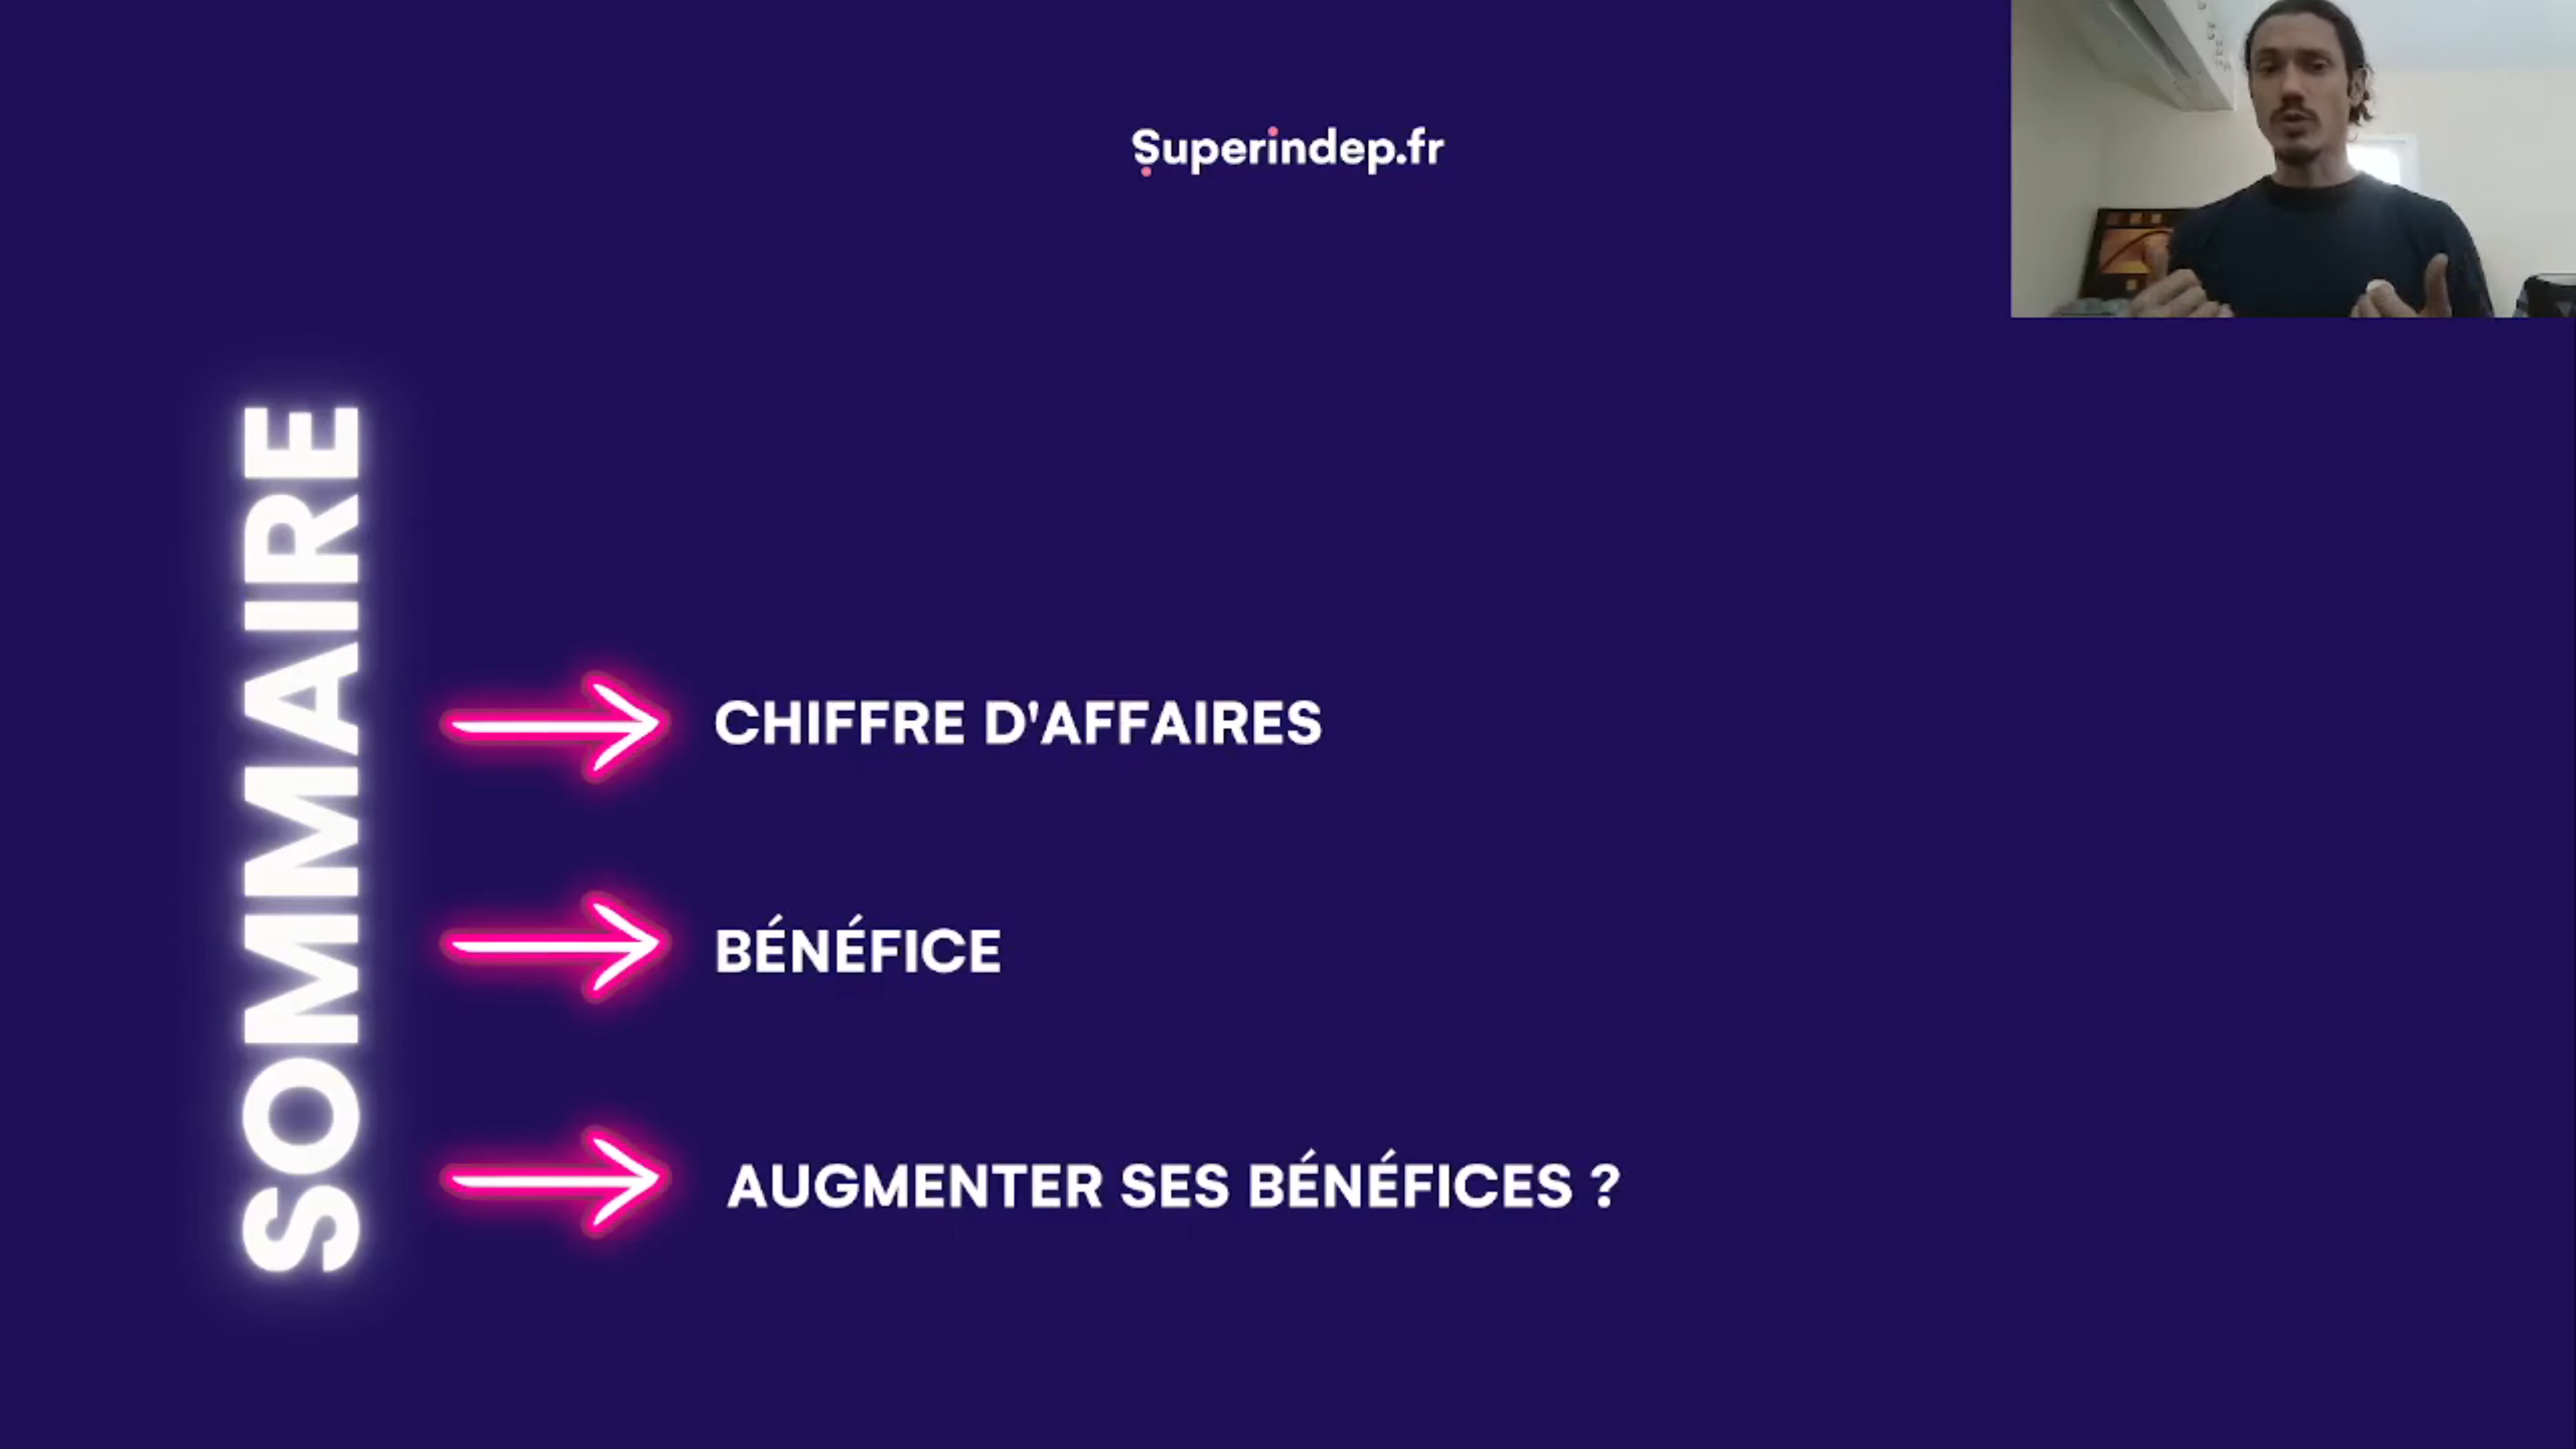 Superindep.fr
SOMMAIRE
CHIFFRE D'AFFAIRES
BÉNÉFICE
AUGMENTER SES BÉNÉFICES ?